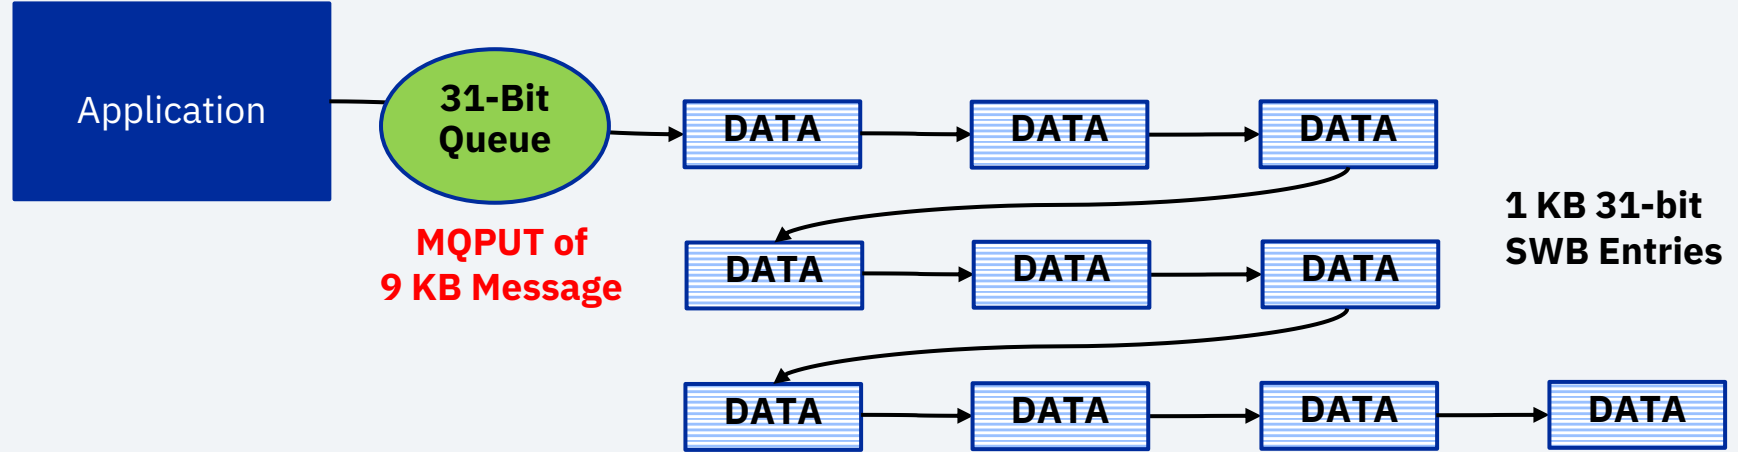 Application
31-Bit
Queue
MQPUT of
9 KB Message
DATA
DATA
DATA
DATA
DATA
DATA
DATA
DATA
DATA
DATA
1 KB 31-bit
SWB Entries